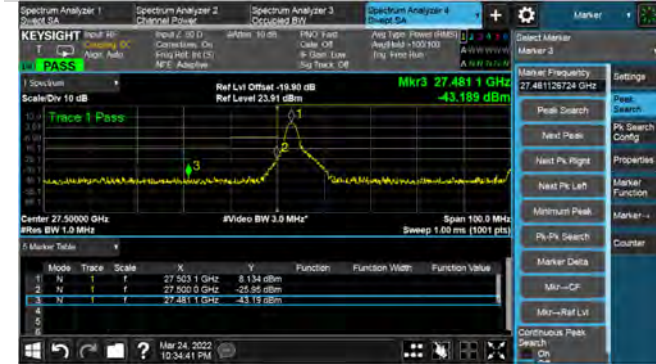 Spectrum Analyzer 1 Spectrum Analyzer 2 Spectrum Analyzer 3 Spectrum Analyzer 4
Swept SA Channel Power Occupied BW Swept SA
Marker
KEYSIGHT Input: RF Input Z: 50 Ω Atten: 10 dB PNO: Fast Avg Type: Power (RMS) 1 2 3 4 5 6
Coupling: DC Corrections: On Gate: Off Avg|Hold: >100/100
Align: Auto Freq Ref: Int (S) IF Gain: Low Trig: Free Run
PASS NFE: Adaptive Sig Track: Off
Select Marker
Marker 3
Marker Frequency
27.481126724 GHz
Settings
Peak Search
Peak Search
Next Peak
Pk Search Config
Next Pk Right
Properties
Next Pk Left
Marker Function
Minimum Peak
Marker→
Pk-Pk Search
Counter
Marker Delta
Mkr→CF
Mkr→Ref Lvl
Continuous Peak Search
On
Off
1 Spectrum
Scale/Div 10 dB
Ref Lvl Offset -19.90 dB
Ref Level 23.91 dBm
Mkr3 27.481 1 GHz
-43.189 dBm
Trace 1 Pass
1
2
3
Center 27.50000 GHz #Video BW 3.0 MHz* Span 100.0 MHz
#Res BW 1.0 MHz Sweep 1.00 ms (1001 pts)
5 Marker Table
Mode Trace Scale X Y Function Function Width Function Value
1 N 1 f 27.503 1 GHz 8.134 dBm
2 N 1 f 27.500 0 GHz -25.95 dBm
3 N 1 f 27.481 1 GHz -43.19 dBm
4
5
6
Mar 24, 2022
10:34:41 PM